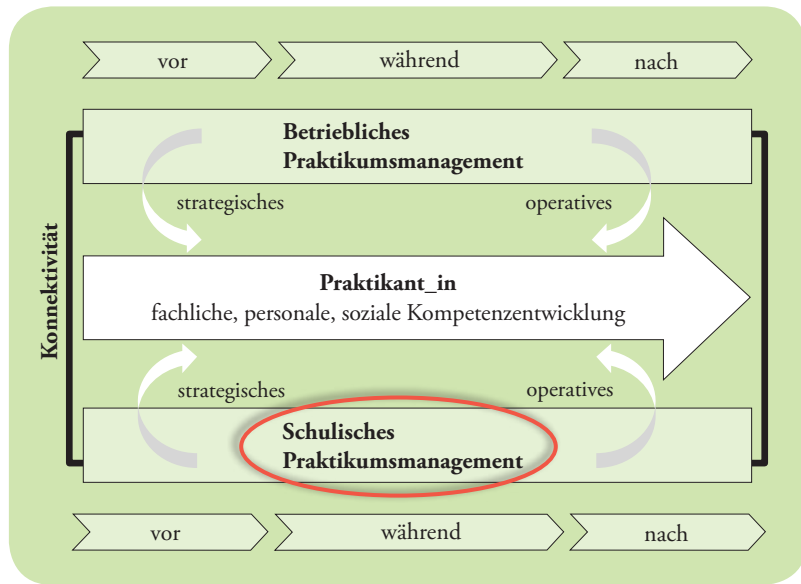 vor
während
nach
Betriebliches
Praktikumsmanagement
strategisches
operatives
Konnektivität
Praktikant_in
fachliche, personale, soziale Kompetenzentwicklung
strategisches
operatives
Schulisches
Praktikumsmanagement
vor
während
nach